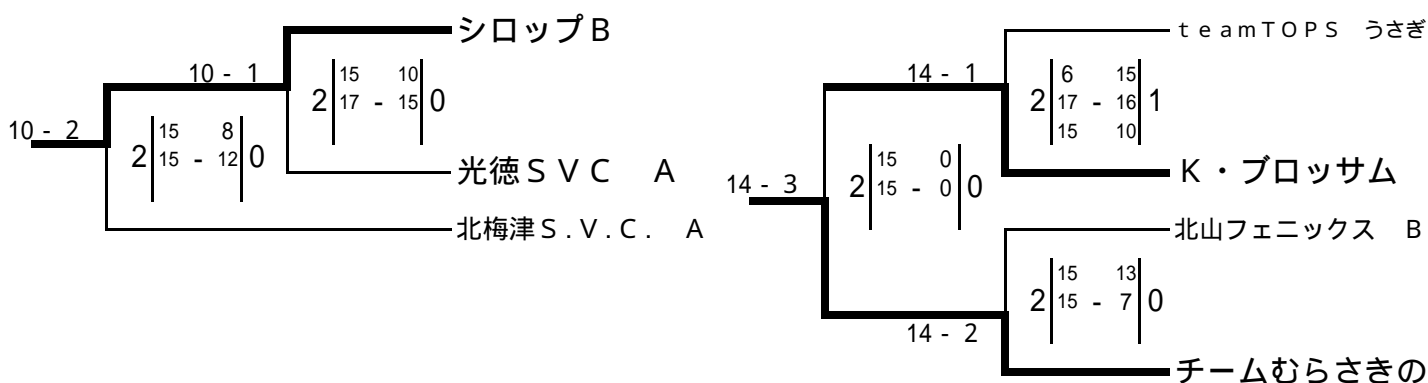 シロップB
10 - 1
2 15 - 10 0
17 15
10 - 2
2 15 - 8 0
15 12
光徳SVC A
北梅津S.V.C. A
teamTOPS うさぎ
14 - 1
2 6 - 15 1
17 16
15 10
K・ブロッサム
14 - 3
2 15 - 0 0
15 0
北山フェニックス B
2 15 - 13 0
15 7
14 - 2
チームむらさきの